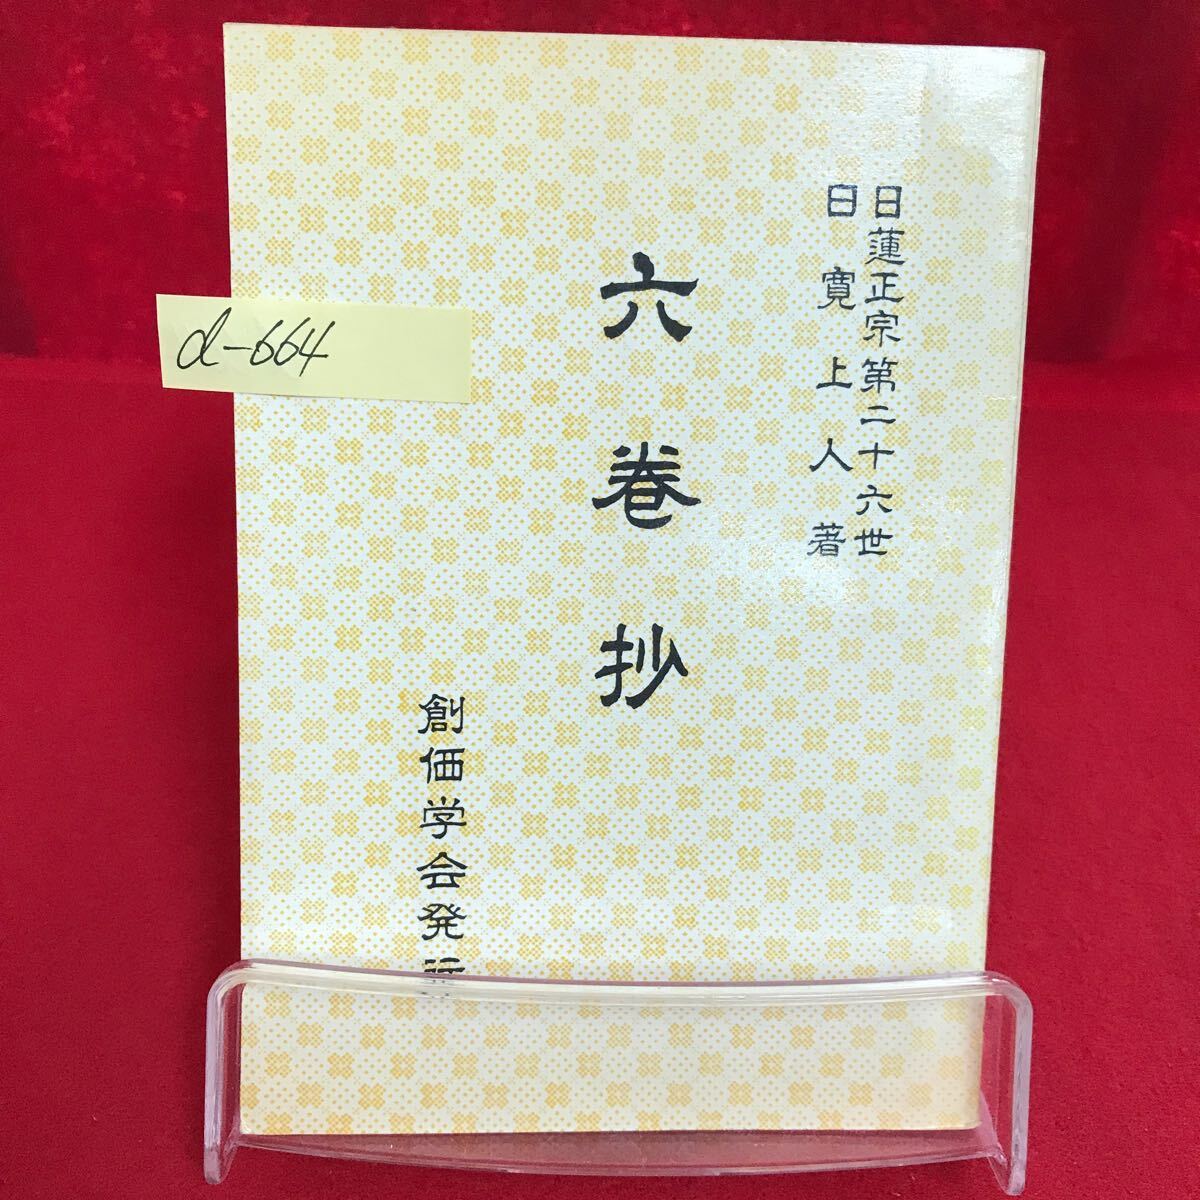 日蓮正宗第二十六世
日寛上人著
六巻抄
創価学会発行
d-664